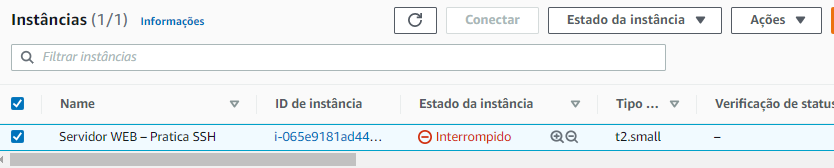 Instâncias (1/1) Informações Conectar Estado da instância Ações
Filtrar instâncias
Name ID de instância Estado da instância Tipo ... Verificação de status
Servidor WEB – Pratica SSH i-065e9181ad44... Interrompido t2.small –